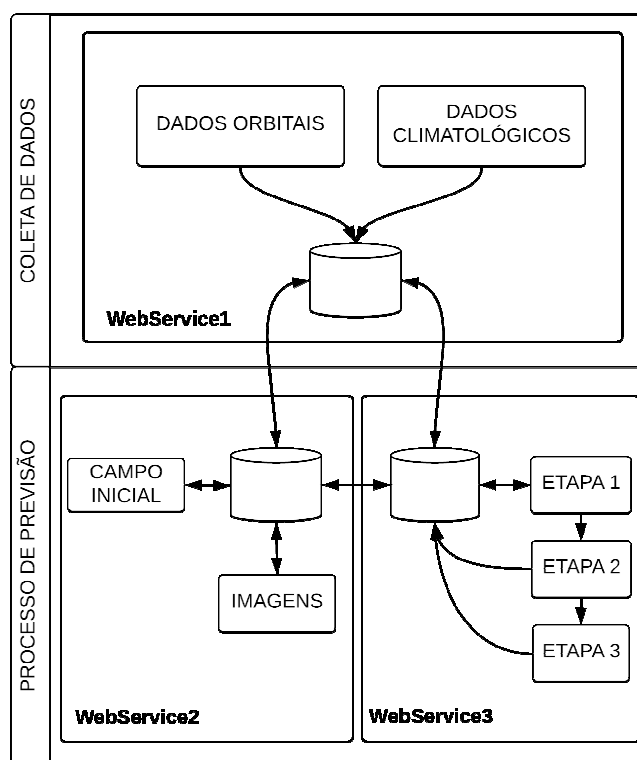 COLETA DE DADOS
DADOS ORBITAIS
DADOS
CLIMATOLÓGICOS
WebService1
PROCESSO DE PREVISÃO
CAMPO
INICIAL
IMAGENS
WebService2
ETAPA 1
ETAPA 2
ETAPA 3
WebService3